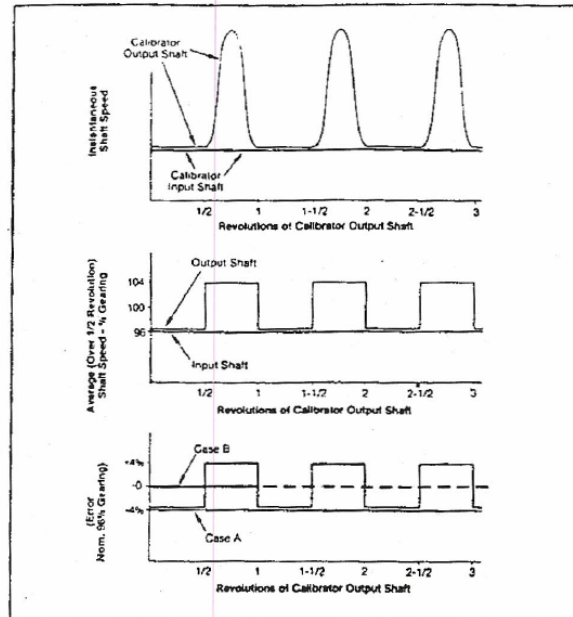 Calibrator
Output Shaft
Instantaneous
Shaft Speed
Calibrator
Input Shaft
1/2 1 1-1/2 2 2-1/2 3
Revolutions of Calibrator Output Shaft
Average (Over 1/2 Revolution)
Shaft Speed - % Gearing
Output Shaft
104
100
96
Input Shaft
1/2 1 1-1/2 2 2-1/2 3
Revolutions of Calibrator Output Shaft
(Error
Nom. 96% Gearing)
Case B
+4%
-0
-4%
Case A
1/2 1 1-1/2 2 2-1/2 3
Revolutions of Calibrator Output Shaft